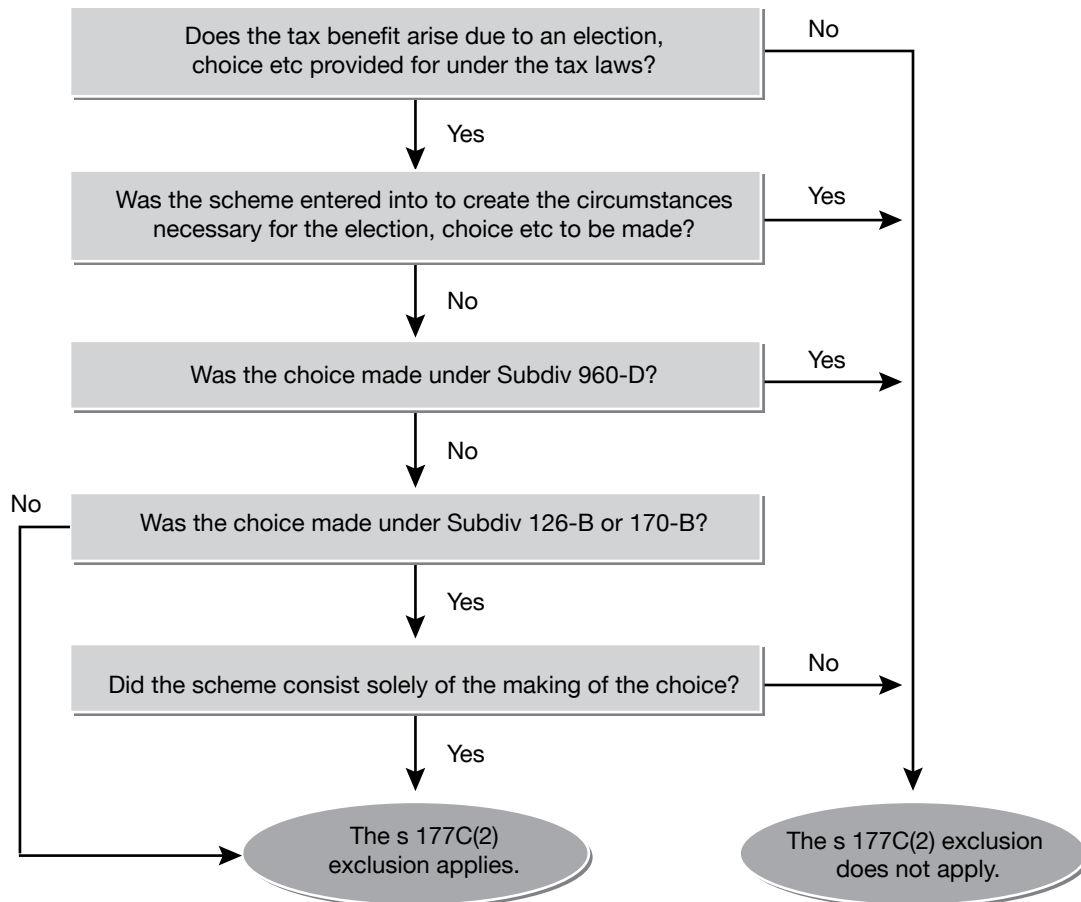 Does the tax benefit arise due to an election,
choice etc provided for under the tax laws?
No
Yes
Was the scheme entered into to create the circumstances
necessary for the election, choice etc to be made?
Yes
No
Was the choice made under Subdiv 960-D?
Yes
No
No
Was the choice made under Subdiv 126-B or 170-B?
Yes
Did the scheme consist solely of the making of the choice?
No
Yes
The s 177C(2)
exclusion applies.
The s 177C(2) exclusion
does not apply.